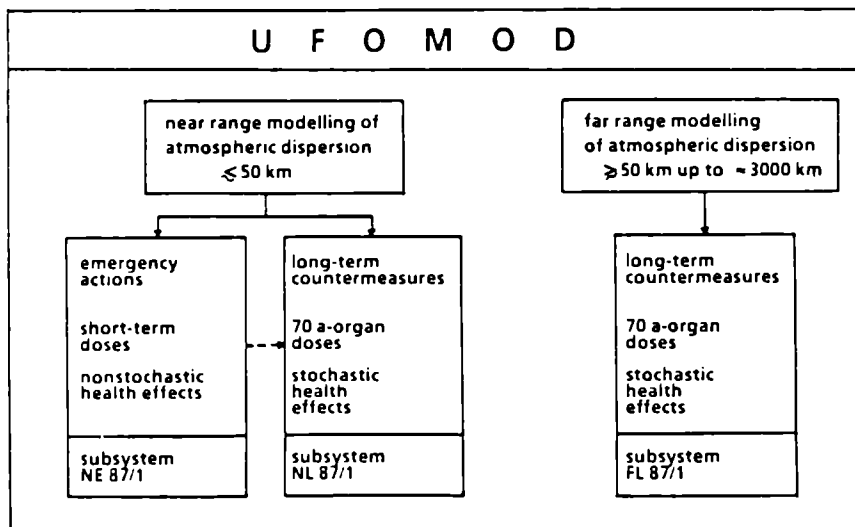 U F O M O D
near range modelling of
atmospheric dispersion
≲ 50 km
far range modelling
of atmospheric dispersion
≳ 50 km up to ≈ 3000 km
emergency
actions
short-term
doses
nonstochastic
health effects
subsystem
NE 87/1
long-term
countermeasures
70 a-organ
doses
stochastic
health
effects
subsystem
NL 87/1
long-term
countermeasures
70 a-organ
doses
stochastic
health
effects
subsystem
FL 87/1